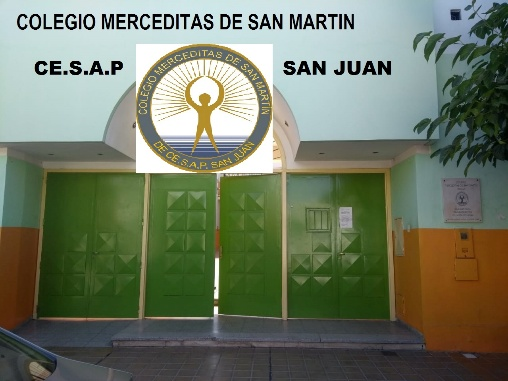 COLEGIO MERCEDITAS DE SAN MARTIN
CE.S.A.P
SAN JUAN
COLEGIO MERCEDITAS DE SAN MARTIN
DE CE.S.A.P. SAN JUAN